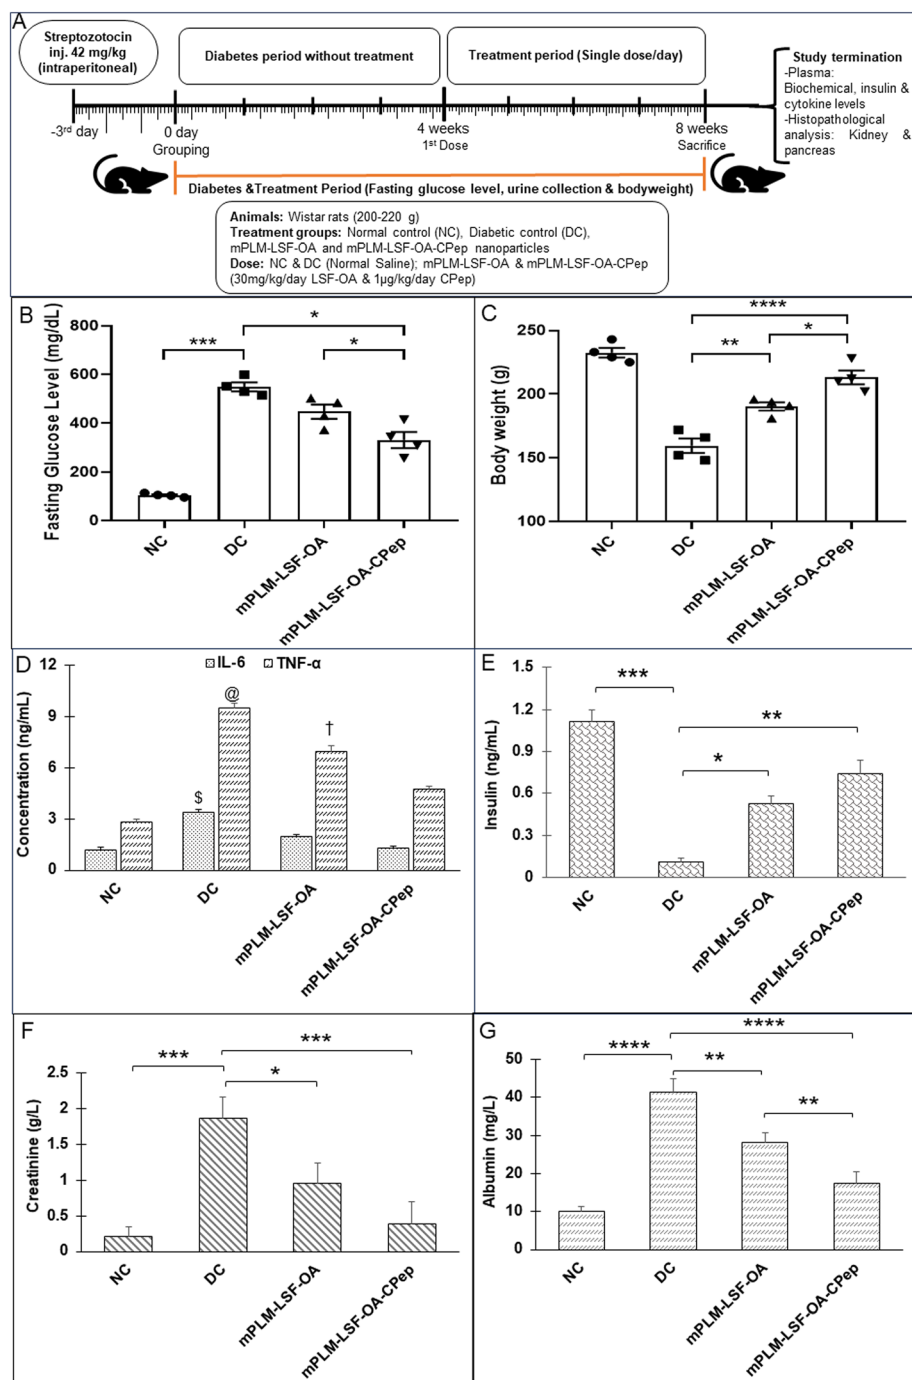 A
Streptozotocin
inj. 42 mg/kg
(intraperitoneal)
Diabetes period without treatment
Treatment period (Single dose/day)
Study termination
-Plasma:
Biochemical, insulin &
cytokine levels
-Histopathological
analysis: Kidney &
pancreas
-3rd day
0 day
Grouping
4 weeks
1st Dose
8 weeks
Sacrifice
Diabetes &Treatment Period (Fasting glucose level, urine collection & bodyweight)
Animals: Wistar rats (200-220 g)
Treatment groups: Normal control (NC), Diabetic control (DC),
mPLM-LSF-OA and mPLM-LSF-OA-CPep nanoparticles
Dose: NC & DC (Normal Saline); mPLM-LSF-OA & mPLM-LSF-OA-CPep
(30mg/kg/day LSF-OA & 1µg/kg/day CPep)
B
Fasting Glucose Level (mg/dL)
800
600
400
200
0
***
*
*
NC
DC
mPLM-LSF-OA
mPLM-LSF-OA-CPep
C
Body weight (g)
250
200
150
100
****
**
*
NC
DC
mPLM-LSF-OA
mPLM-LSF-OA-CPep
D
IL-6 TNF-α
Concentration (ng/mL)
12
9
6
3
0
$
@
†
NC
DC
mPLM-LSF-OA
mPLM-LSF-OA-CPep
E
Insulin (ng/mL)
1.5
1.2
0.9
0.6
0.3
0
***
**
*
NC
DC
mPLM-LSF-OA
mPLM-LSF-OA-CPep
F
Creatinine (g/L)
2.5
2
1.5
1
0.5
0
***
***
*
NC
DC
mPLM-LSF-OA
mPLM-LSF-OA-CPep
G
Albumin (mg/L)
50
40
30
20
10
0
****
****
**
**
NC
DC
mPLM-LSF-OA
mPLM-LSF-OA-CPep